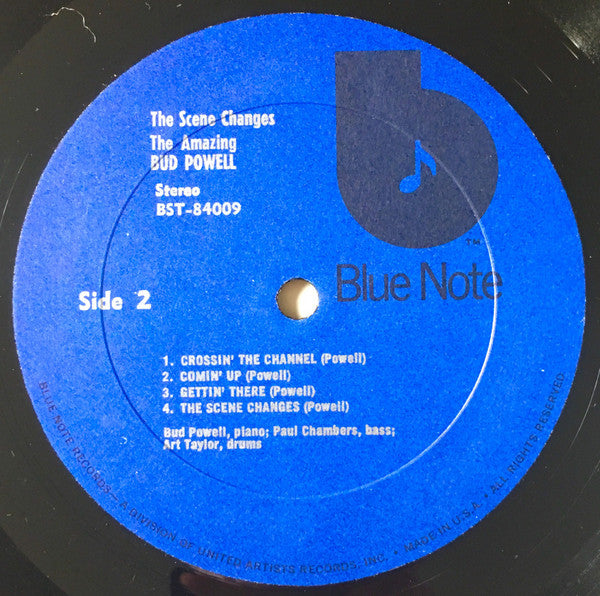 The Scene Changes
The Amazing
BUD POWELL
Stereo
BST-84009
b
TM
Blue Note
Side 2
1. CROSSIN' THE CHANNEL (Powell)
2. COMIN' UP (Powell)
3. GETTIN' THERE (Powell)
4. THE SCENE CHANGES (Powell)
Bud Powell, piano; Paul Chambers, bass;
Art Taylor, drums
BLUE NOTE RECORDS — A DIVISION OF UNITED ARTISTS RECORDS, INC. • MADE IN U.S.A. • ALL RIGHTS RESERVED